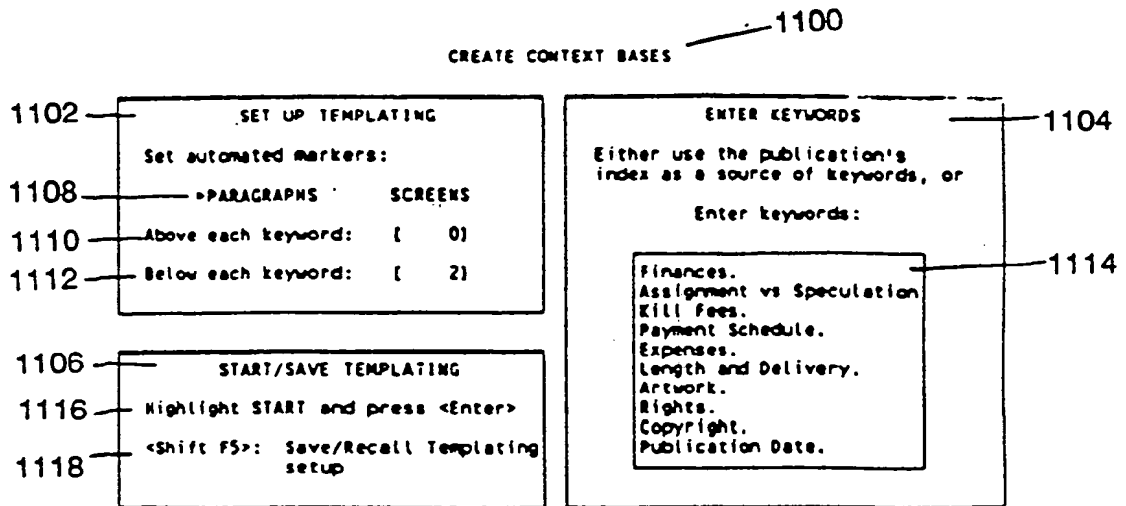 1100
CREATE CONTEXT BASES
1102
SET UP TEMPLATING
Set automated markers:
1108
▸PARAGRAPHS SCREENS
1110
Above each keyword: [ 0]
1112
Below each keyword: [ 2]
1106
START/SAVE TEMPLATING
1116
Highlight START and press <Enter>
1118
<Shift F5>: Save/Recall Templating
setup
ENTER KEYWORDS
1104
Either use the publication's
index as a source of keywords, or
Enter keywords:
1114
Finances.
Assignment vs Speculation
Kill Fees.
Payment Schedule.
Expenses.
Length and Delivery.
Artwork.
Rights.
Copyright.
Publication Date.